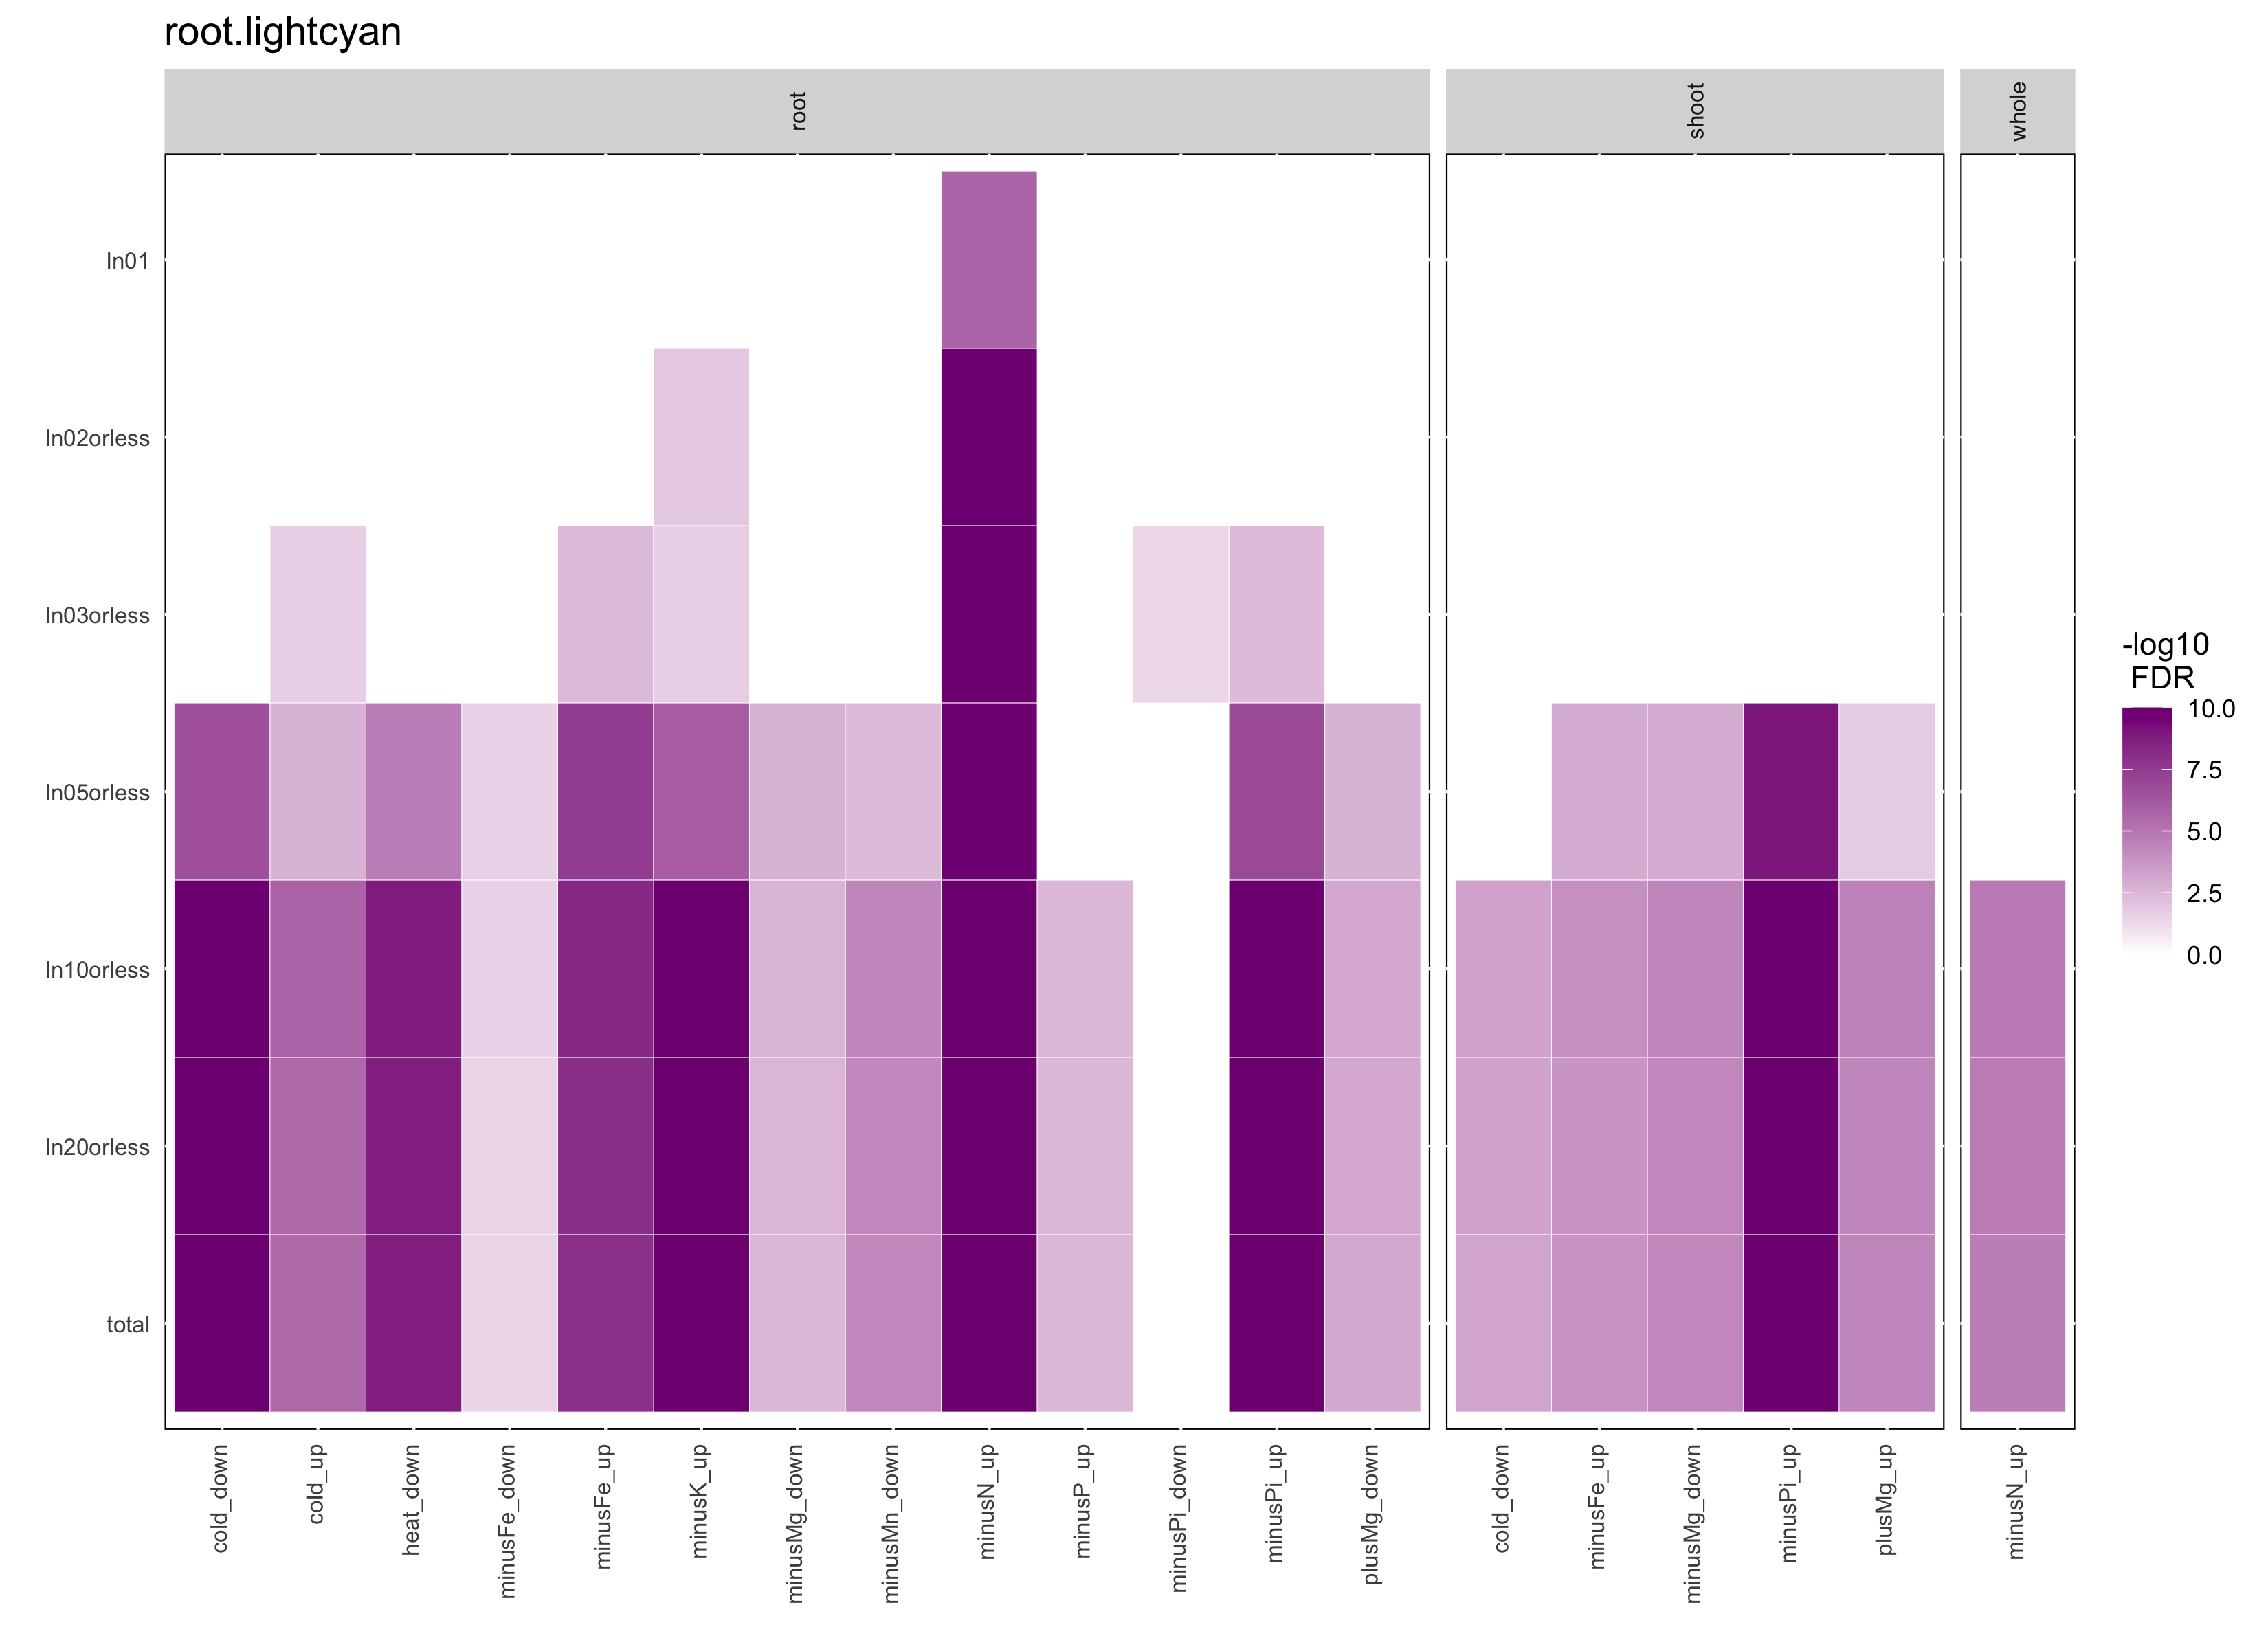 root.lightcyan
root
shoot
whole
In01
In02orless
In03orless
In05orless
In10orless
In20orless
total
-log10
FDR
10.0
7.5
5.0
2.5
0.0
cold_down
cold_up
heat_down
minusFe_down
minusFe_up
minusK_up
minusMg_down
minusMn_down
minusN_up
minusP_up
minusPi_down
minusPi_up
plusMg_down
cold_down
minusFe_up
minusMg_down
minusPi_up
plusMg_up
minusN_up